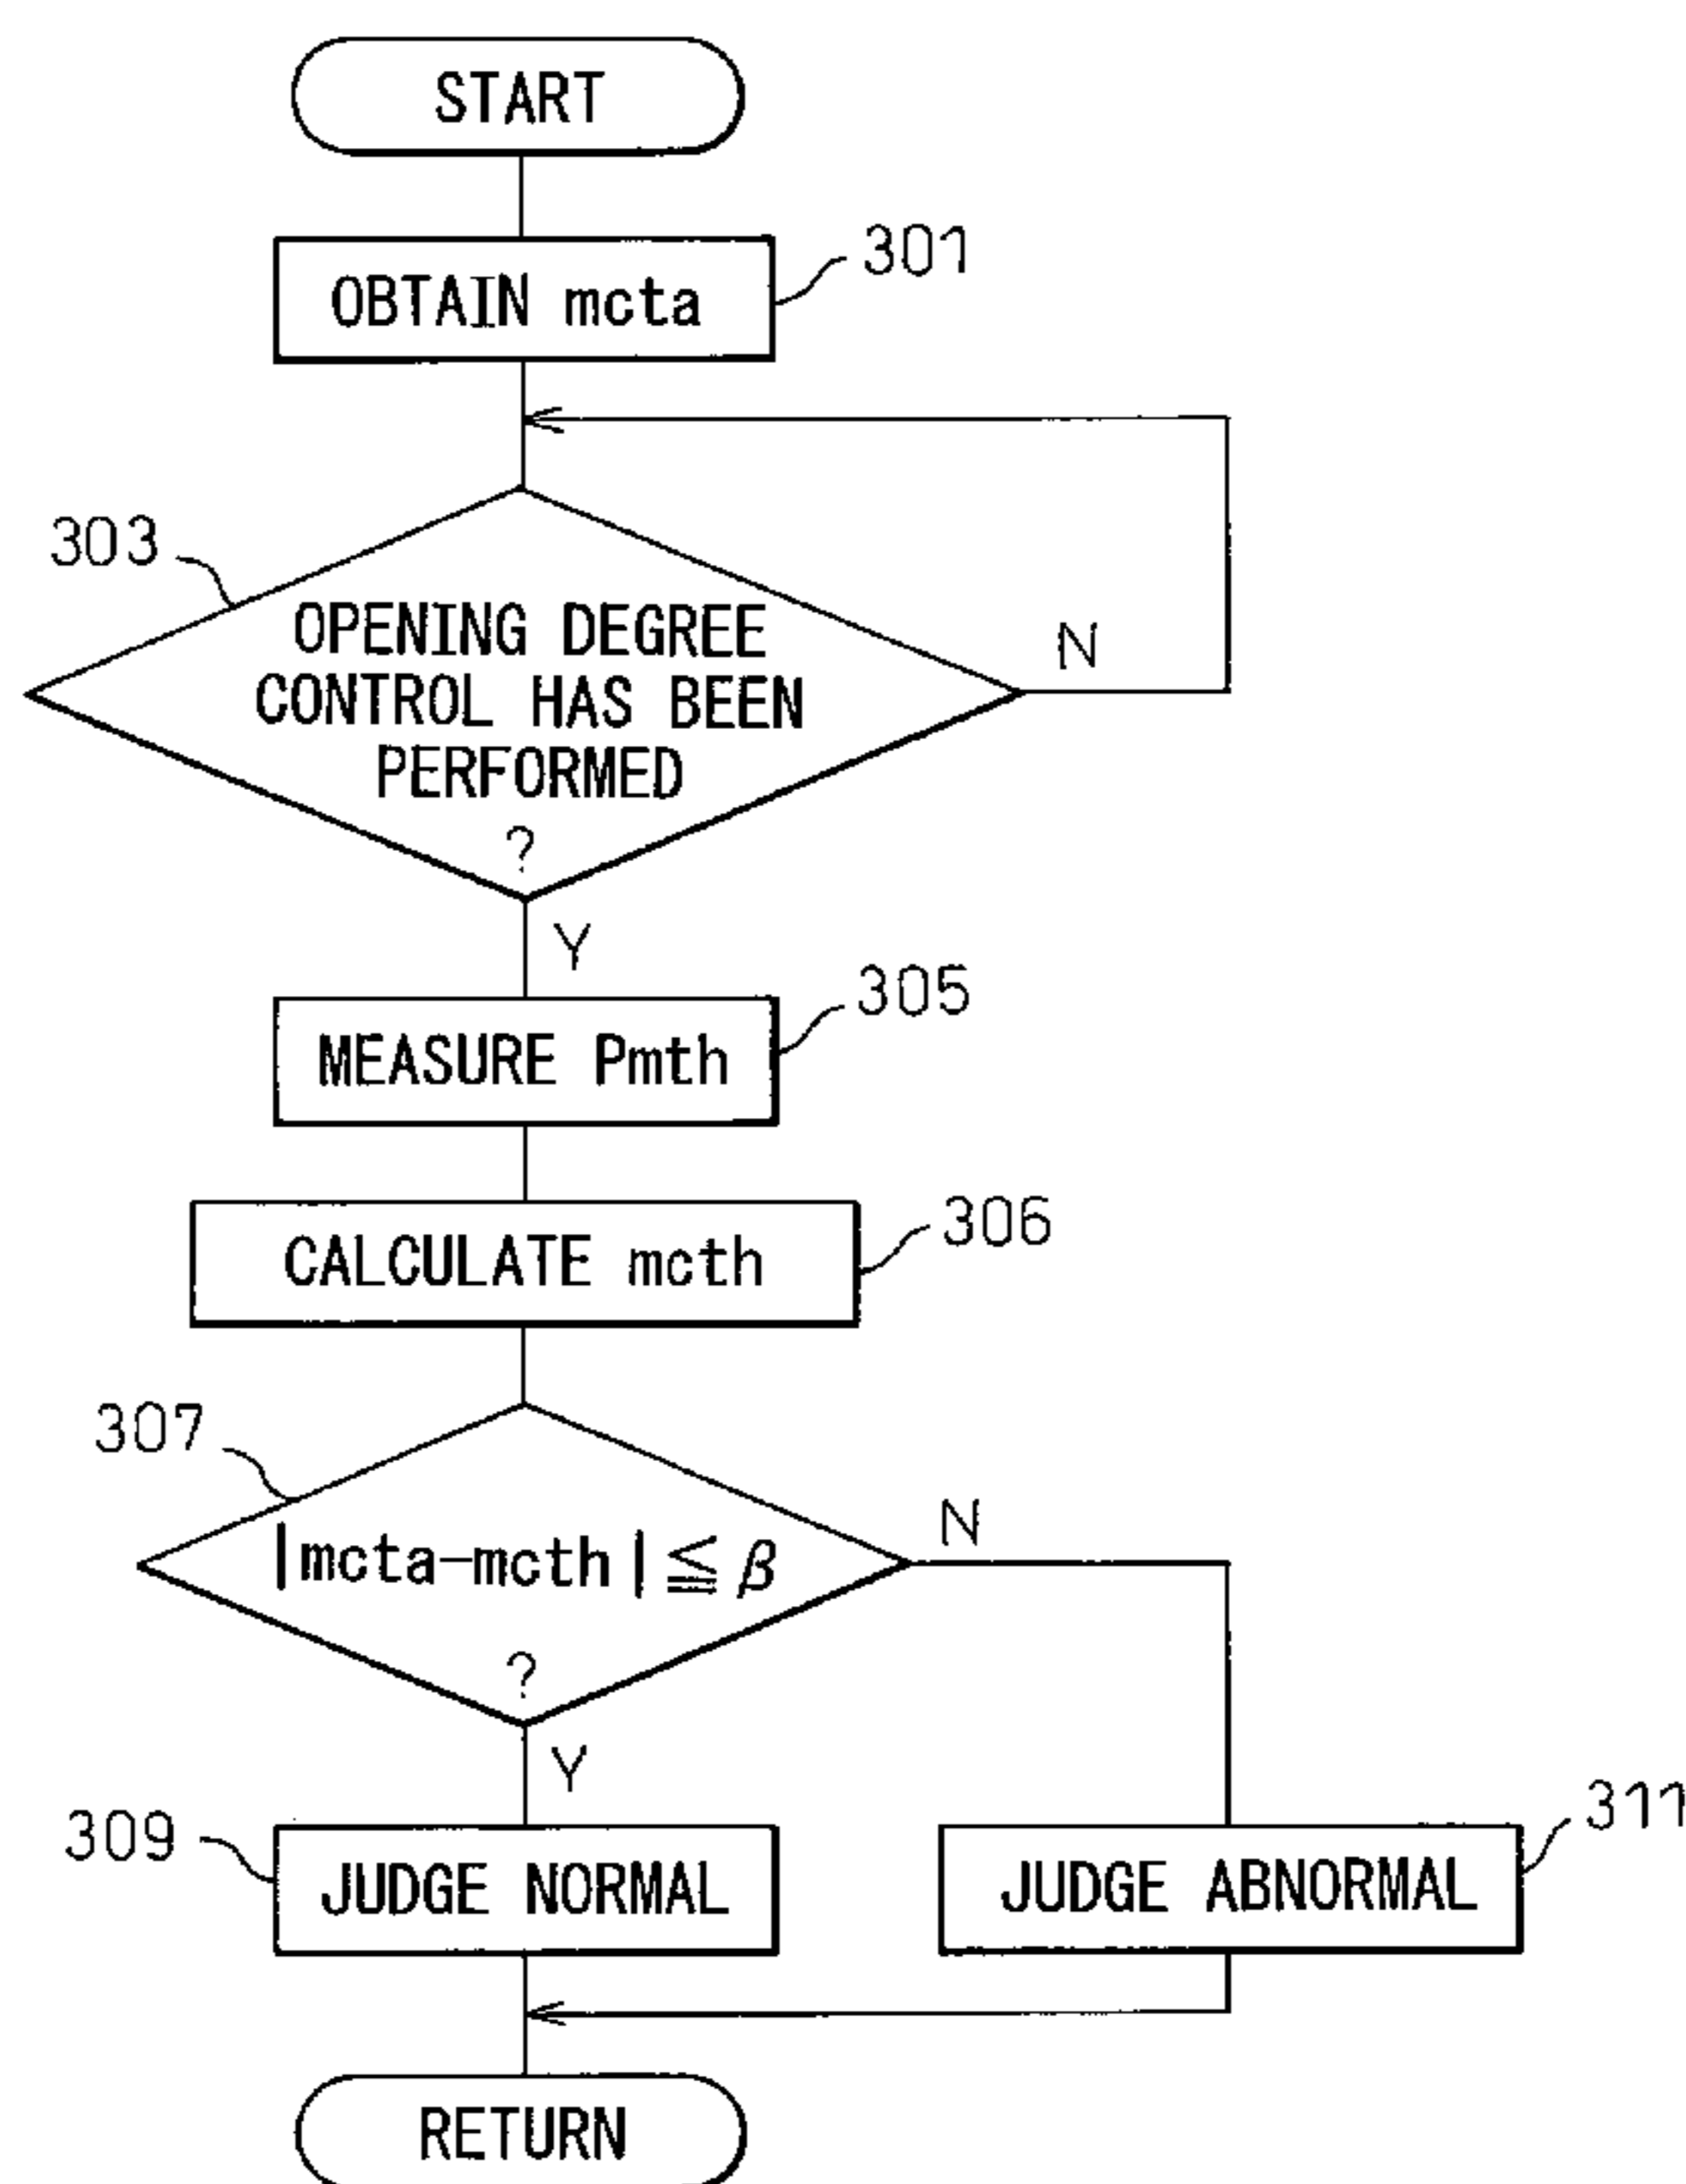 START
301
OBTAIN mcta
303
OPENING DEGREE
CONTROL HAS BEEN
PERFORMED
?
N
Y
305
MEASURE Pmth
306
CALCULATE mcth
307
|mcta-mcth|≦β
?
N
Y
309
JUDGE NORMAL
311
JUDGE ABNORMAL
RETURN